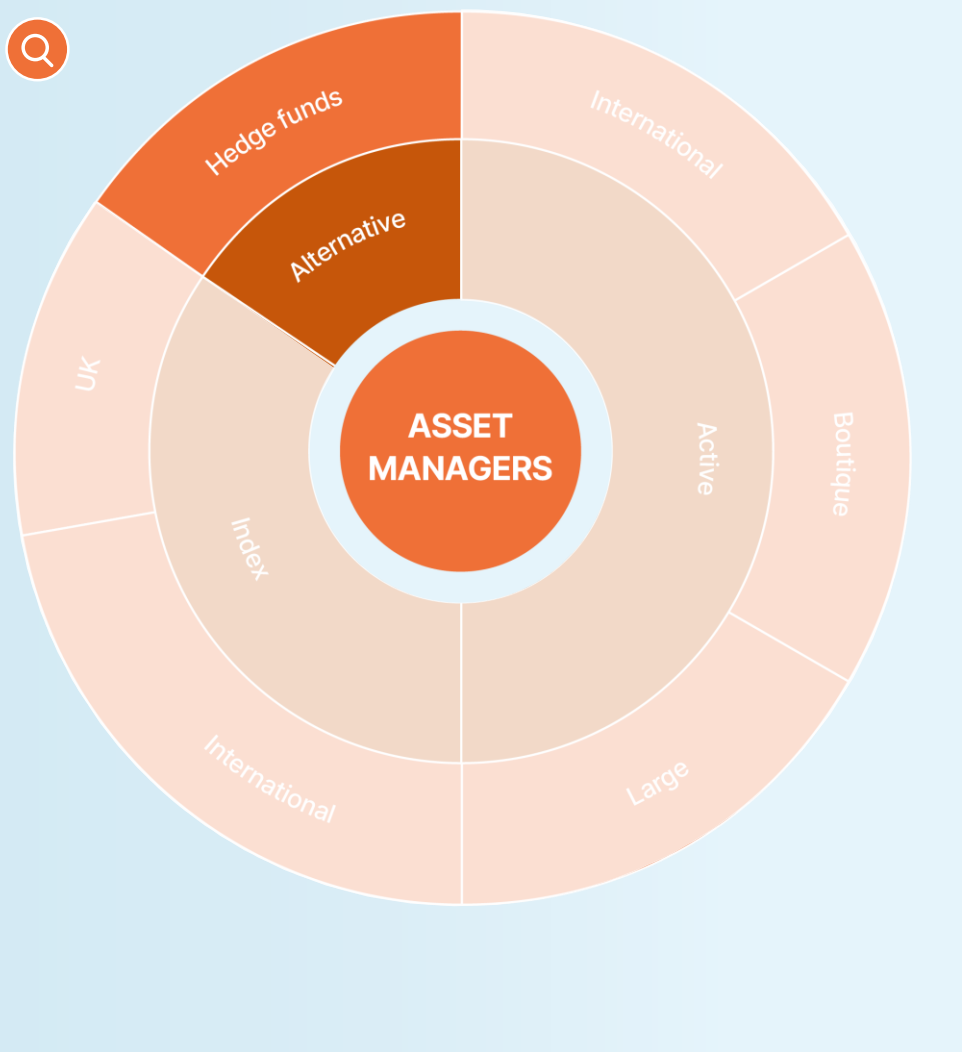 ASSET
MANAGERS
Alternative
Hedge funds
Active
International
Boutique
Large
Index
International
UK